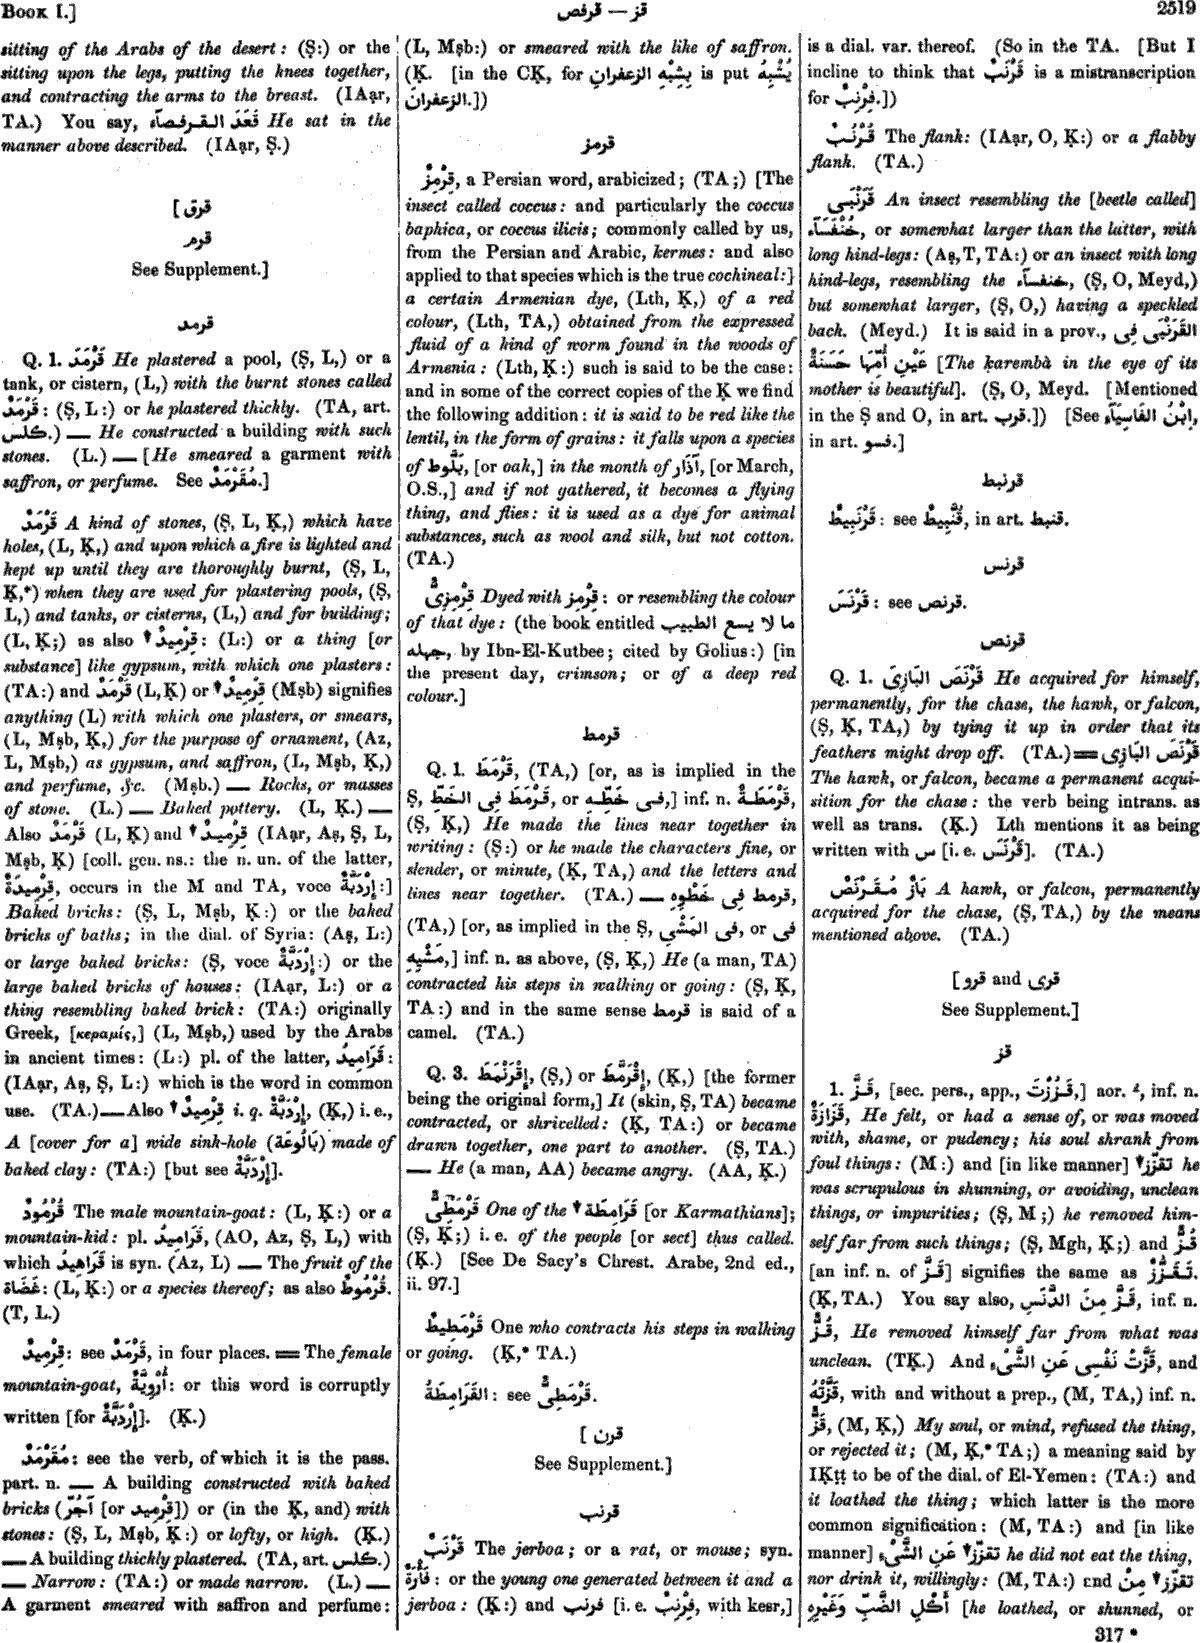 BOOK I.]
قز — قرفص
2519
sitting of the Arabs of the desert: (Ṣ:) or the
sitting upon the legs, putting the knees together,
and contracting the arms to the breast. (IAạr,
TA.) You say, قَعَدَ القرفصآء He sat in the
manner above described. (IAạr, Ṣ.)
[قرق
قرم
See Supplement.]
قرمد
Q. 1. قَرْمَدَ He plastered a pool, (Ṣ, L,) or a
tank, or cistern, (L,) with the burnt stones called
قَرْمَدٌ: (Ṣ, L:) or he plastered thickly. (TA, art.
كلس.) — He constructed a building with such
stones. (L.) — [He smeared a garment with
saffron, or perfume. See مُقَرْمَدٌ.]
قَرْمَدٌ A kind of stones, (Ṣ, L, Ḳ,) which have
holes, (L, Ḳ,) and upon which a fire is lighted and
kept up until they are thoroughly burnt, (Ṣ, L,
Ḳ,*) when they are used for plastering pools, (Ṣ,
L,) and tanks, or cisterns, (L,) and for building;
(L, Ḳ;) as also ↑ قِرْمِيدٌ: (L:) or a thing [or
substance] like gypsum, with which one plasters:
(TA:) and قَرْمَدٌ (L, Ḳ) or ↑ قِرْمِيدٌ (Mṣb) signifies
anything (L) with which one plasters, or smears,
(L, Mṣb, Ḳ,) for the purpose of ornament, (Az,
L, Mṣb,) as gypsum, and saffron, (L, Mṣb, Ḳ,)
and perfume, &c. (Mṣb.) — Rocks, or masses
of stone. (L.) — Baked pottery. (L, Ḳ.) —
Also قَرْمَدٌ (L, Ḳ) and ↑ قِرْمِيدٌ (IAạr, Aṣ, Ṣ, L,
Mṣb, Ḳ) [coll. gen. ns.: the n. un. of the latter,
قِرْمِيدَةٌ, occurs in the M and TA, voce إِرْدَبَّةٌ:]
Baked bricks: (Ṣ, L, Mṣb, Ḳ:) or the baked
bricks of baths; in the dial. of Syria: (Aṣ, L:)
or large baked bricks: (Ṣ, voce إِرْدَبَّةٌ:) or the
large baked bricks of houses: (IAạr, L:) or a
thing resembling baked brick: (TA:) originally
Greek, [κεραμίς,] (L, Mṣb,) used by the Arabs
in ancient times: (L:) pl. of the latter, قَرَامِيدُ:
(IAạr, Aṣ, Ṣ, L:) which is the word in common
use. (TA.)—Also ↑ قِرْمِيدٌ i. q. إِرْدَبَّةٌ, (Ḳ,) i. e.,
A [cover for a] wide sink-hole (بَالُوعَة) made of
baked clay: (TA:) [but see إِرْدَبَّةٌ].
قُرْمُودٌ The male mountain-goat: (L, Ḳ:) or a
mountain-kid: pl. قَرَامِيدُ, (AO, Az, Ṣ, L,) with
which قَرَاهِيدُ is syn. (Az, L) — The fruit of the
غَضَاة: (L, Ḳ:) or a species thereof; as also قُرْمُوطٌ.
(T, L.)
قِرْمِيدٌ: see قَرْمَدٌ, in four places. = The female
mountain-goat, أُرْوِيَّةٌ: or this word is corruptly
written [for إِرْدَبَّةٌ]. (Ḳ.)
مُقَرْمَدٌ: see the verb, of which it is the pass.
part. n. — A building constructed with baked
bricks (آجُرّ [or قِرْمِيد]) or (in the Ḳ, and) with
stones: (Ṣ, L, Mṣb, Ḳ:) or lofty, or high. (Ḳ.)
— A building thickly plastered. (TA, art. كلس.)
— Narrow: (TA:) or made narrow. (L.) —
A garment smeared with saffron and perfume:
(L, Mṣb:) or smeared with the like of saffron.
(Ḳ. [in the CḲ, for بِشِبْهِ الزعفران is put يُشْبِهُ
الزعفران.])
قرمز
قِرْمِزٌ, a Persian word, arabicized; (TA;) [The
insect called coccus: and particularly the coccus
baphica, or coccus ilicis; commonly called by us,
from the Persian and Arabic, kermes: and also
applied to that species which is the true cochineal:]
a certain Armenian dye, (Lth, Ḳ,) of a red
colour, (Lth, TA,) obtained from the expressed
fluid of a kind of worm found in the woods of
Armenia: (Lth, Ḳ:) such is said to be the case:
and in some of the correct copies of the Ḳ we find
the following addition: it is said to be red like the
lentil, in the form of grains: it falls upon a species
of بَلُّوط, [or oak,] in the month of آذَار, [or March,
O.S.,] and if not gathered, it becomes a flying
thing, and flies: it is used as a dye for animal
substances, such as wool and silk, but not cotton.
(TA.)
قِرْمِزِىٌّ Dyed with قِرْمِز: or resembling the colour
of that dye: (the book entitled ما لا يسع الطبيب
جهله, by Ibn-El-Kutbee; cited by Golius:) [in
the present day, crimson; or of a deep red
colour.]
قرمط
Q. 1. قَرْمَطَ, (TA,) [or, as is implied in the
Ṣ, قَرْمَطَ فِى الخَطِّ, or فى خَطِّهِ,] inf. n. قَرْمَطَةٌ,
(Ṣ, Ḳ,) He made the lines near together in
writing: (Ṣ:) or he made the characters fine, or
slender, or minute, (Ḳ, TA,) and the letters and
lines near together. (TA.) — قرمط فِى خَطْوِهِ,
(TA,) [or, as implied in the Ṣ, فى المَشْىِ, or فى
مَشْيِهِ,] inf. n. as above, (Ṣ, Ḳ,) He (a man, TA)
contracted his steps in walking or going: (Ṣ, Ḳ,
TA:) and in the same sense قرمط is said of a
camel. (TA.)
Q. 3. إِقْرَنْمَطَ, (Ṣ,) or إِقْرَمَّطَ, (Ḳ,) [the former
being the original form,] It (skin, Ṣ, TA) became
contracted, or shrivelled: (Ḳ, TA:) or became
drawn together, one part to another. (Ṣ, TA.)
— He (a man, AA) became angry. (AA, Ḳ.)
قَرْمَطِىٌّ One of the ↑ قَرَامِطَة [or Karmathians];
(Ṣ, Ḳ;) i. e. of the people [or sect] thus called.
(Ḳ.) [See De Sacy's Chrest. Arabe, 2nd ed.,
ii. 97.]
قَرْمَطِيطٌ One who contracts his steps in walking
or going. (Ḳ,* TA.)
القَرَامِطَةُ: see قَرْمَطِىٌّ.
[قرن
See Supplement.]
قرنب
قَرْنَبٌ The jerboa; or a rat, or mouse; syn.
فَأْرَةٌ: or the young one generated between it and a
jerboa: (Ḳ:) and قرنب [i. e. قِرْنِبٌ, with kesr,]
is a dial. var. thereof. (So in the TA. [But I
incline to think that قَرْنَبٌ is a mistranscription
for قِرْنِبٌ.])
قُرْنُبٌ The flank: (IAạr, O, Ḳ:) or a flabby
flank. (TA.)
قَرَنْبَى An insect resembling the [beetle called]
خُنْفَسَآء, or somewhat larger than the latter, with
long hind-legs: (Aṣ, T, TA:) or an insect with long
hind-legs, resembling the خنفسآء, (Ṣ, O, Meyd,)
but somewhat larger, (Ṣ, O,) having a speckled
back. (Meyd.) It is said in a prov., القَرَنْبَى فِى
عَيْنِ أُمِّهَا حَسَنَةٌ [The ḳarembà in the eye of its
mother is beautiful]. (Ṣ, O, Meyd. [Mentioned
in the Ṣ and O, in art. قرب.]) [See اِبْنُ الفَاسِيَآءِ,
in art. فسو.]
قرنبط
قَرْنَبِيطٌ: see قُنَّبِيطٌ, in art. قنبط.
قرنس
قَرْنَسَ: see قرنص.
قرنص
Q. 1. قَرْنَصَ البَازِىَ He acquired for himself,
permanently, for the chase, the hawk, or falcon,
(Ṣ, Ḳ, TA,) by tying it up in order that its
feathers might drop off. (TA.)=قَرْنَصَ البَازِى
The hawk, or falcon, became a permanent acqui-
sition for the chase: the verb being intrans. as
well as trans. (Ḳ.) Lth mentions it as being
written with س [i. e. قَرْنَسَ]. (TA.)
بَازٌ مُقَرْنَصٌ A hawk, or falcon, permanently
acquired for the chase, (Ṣ, TA,) by the means
mentioned above. (TA.)
[قرو and قرى
See Supplement.]
قز
1. قَزَّ, [sec. pers., app., قَزُزْتَ,] aor. ـُ, inf. n.
قَزَازَةٌ, He felt, or had a sense of, or was moved
with, shame, or pudency; his soul shrank from
foul things: (M:) and [in like manner] ↑ تقزّز he
was scrupulous in shunning, or avoiding, unclean
things, or impurities; (Ṣ, M;) he removed him-
self far from such things; (Ṣ, Mgh, Ḳ;) and قَزٌّ
[an inf. n. of قَزَّ] signifies the same as تَقَزُّزٌ.
(Ḳ, TA.) You say also, قَزَّ مِنَ الدَّنَسِ, inf. n.
قُزٌّ, He removed himself far from what was
unclean. (TḲ.) And قَزَّتْ نَفْسِى عَنِ الشَّىْءِ, and
قَزَّتْهُ, with and without a prep., (M, TA,) inf. n.
قَزٌّ, (M, Ḳ,) My soul, or mind, refused the thing,
or rejected it; (M, Ḳ,* TA;) a meaning said by
IḲṭṭ to be of the dial. of El-Yemen: (TA:) and
it loathed the thing; which latter is the more
common signification: (M, TA:) and [in like
manner] ↑ تقزّز عَنِ الشَّىْءِ he did not eat the thing,
nor drink it, willingly: (M, TA:) and ↑ تقزّز مِنْ
أَكْلِ الضَّبِّ وَغَيْرِهِ [he loathed, or shunned, or
317 *